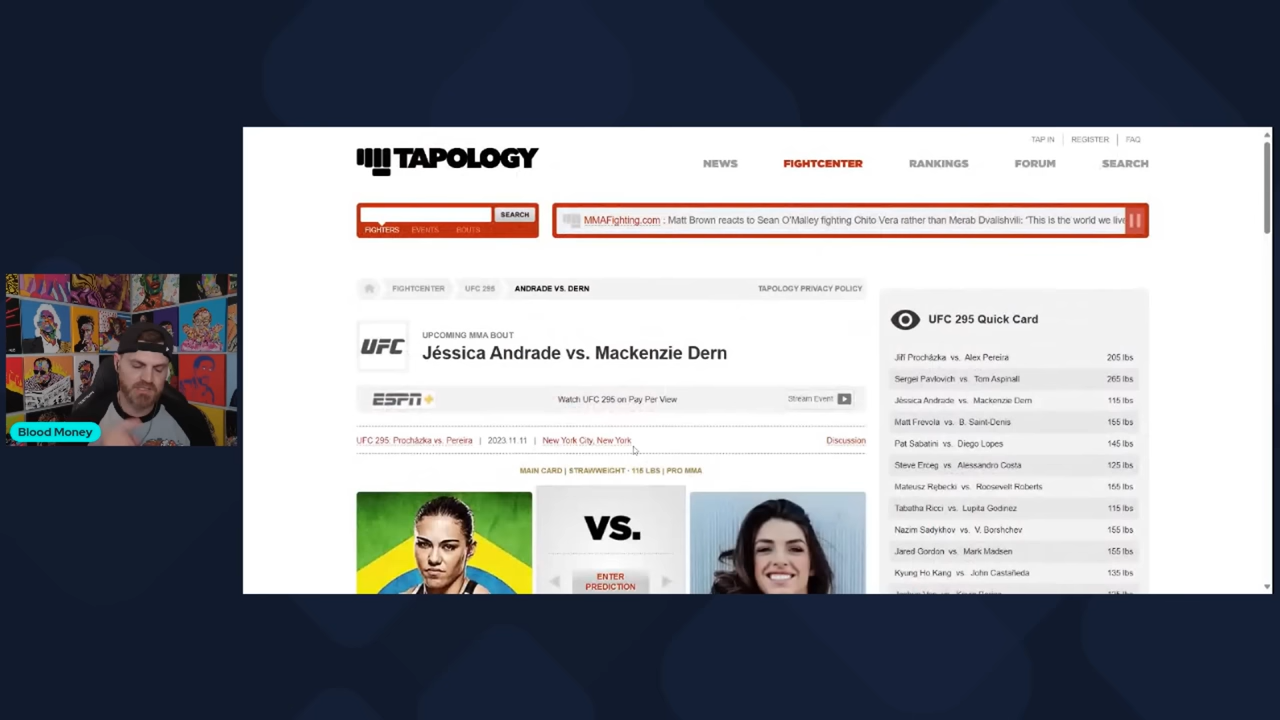 TAP IN | REGISTER | FAQ
TAPOLOGY
NEWS FIGHTCENTER RANKINGS FORUM SEARCH
SEARCH
FIGHTERS EVENTS BOUTS
MMAFighting.com : Matt Brown reacts to Sean O'Malley fighting Chito Vera rather than Merab Dvalishvili: 'This is the world we live
FIGHTCENTER UFC 295 ANDRADE VS. DERN TAPOLOGY PRIVACY POLICY
UFC
UPCOMING MMA BOUT
Jéssica Andrade vs. Mackenzie Dern
ESPN+ Watch UFC 295 on Pay Per View Stream Event
UFC 295: Procházka vs. Pereira | 2023.11.11 | New York City, New York Discussion
MAIN CARD | STRAWWEIGHT · 115 LBS | PRO MMA
VS.
ENTER
PREDICTION
UFC 295 Quick Card
Jiří Procházka vs. Alex Pereira 205 lbs
Sergei Pavlovich vs. Tom Aspinall 265 lbs
Jéssica Andrade vs. Mackenzie Dern 115 lbs
Matt Frevola vs. B. Saint-Denis 155 lbs
Pat Sabatini vs. Diego Lopes 145 lbs
Steve Erceg vs. Alessandro Costa 125 lbs
Mateusz Rębecki vs. Roosevelt Roberts 155 lbs
Tabatha Ricci vs. Lupita Godinez 115 lbs
Nazim Sadykhov vs. V. Borshchev 155 lbs
Jared Gordon vs. Mark Madsen 155 lbs
Kyung Ho Kang vs. John Castañeda 135 lbs
Blood Money